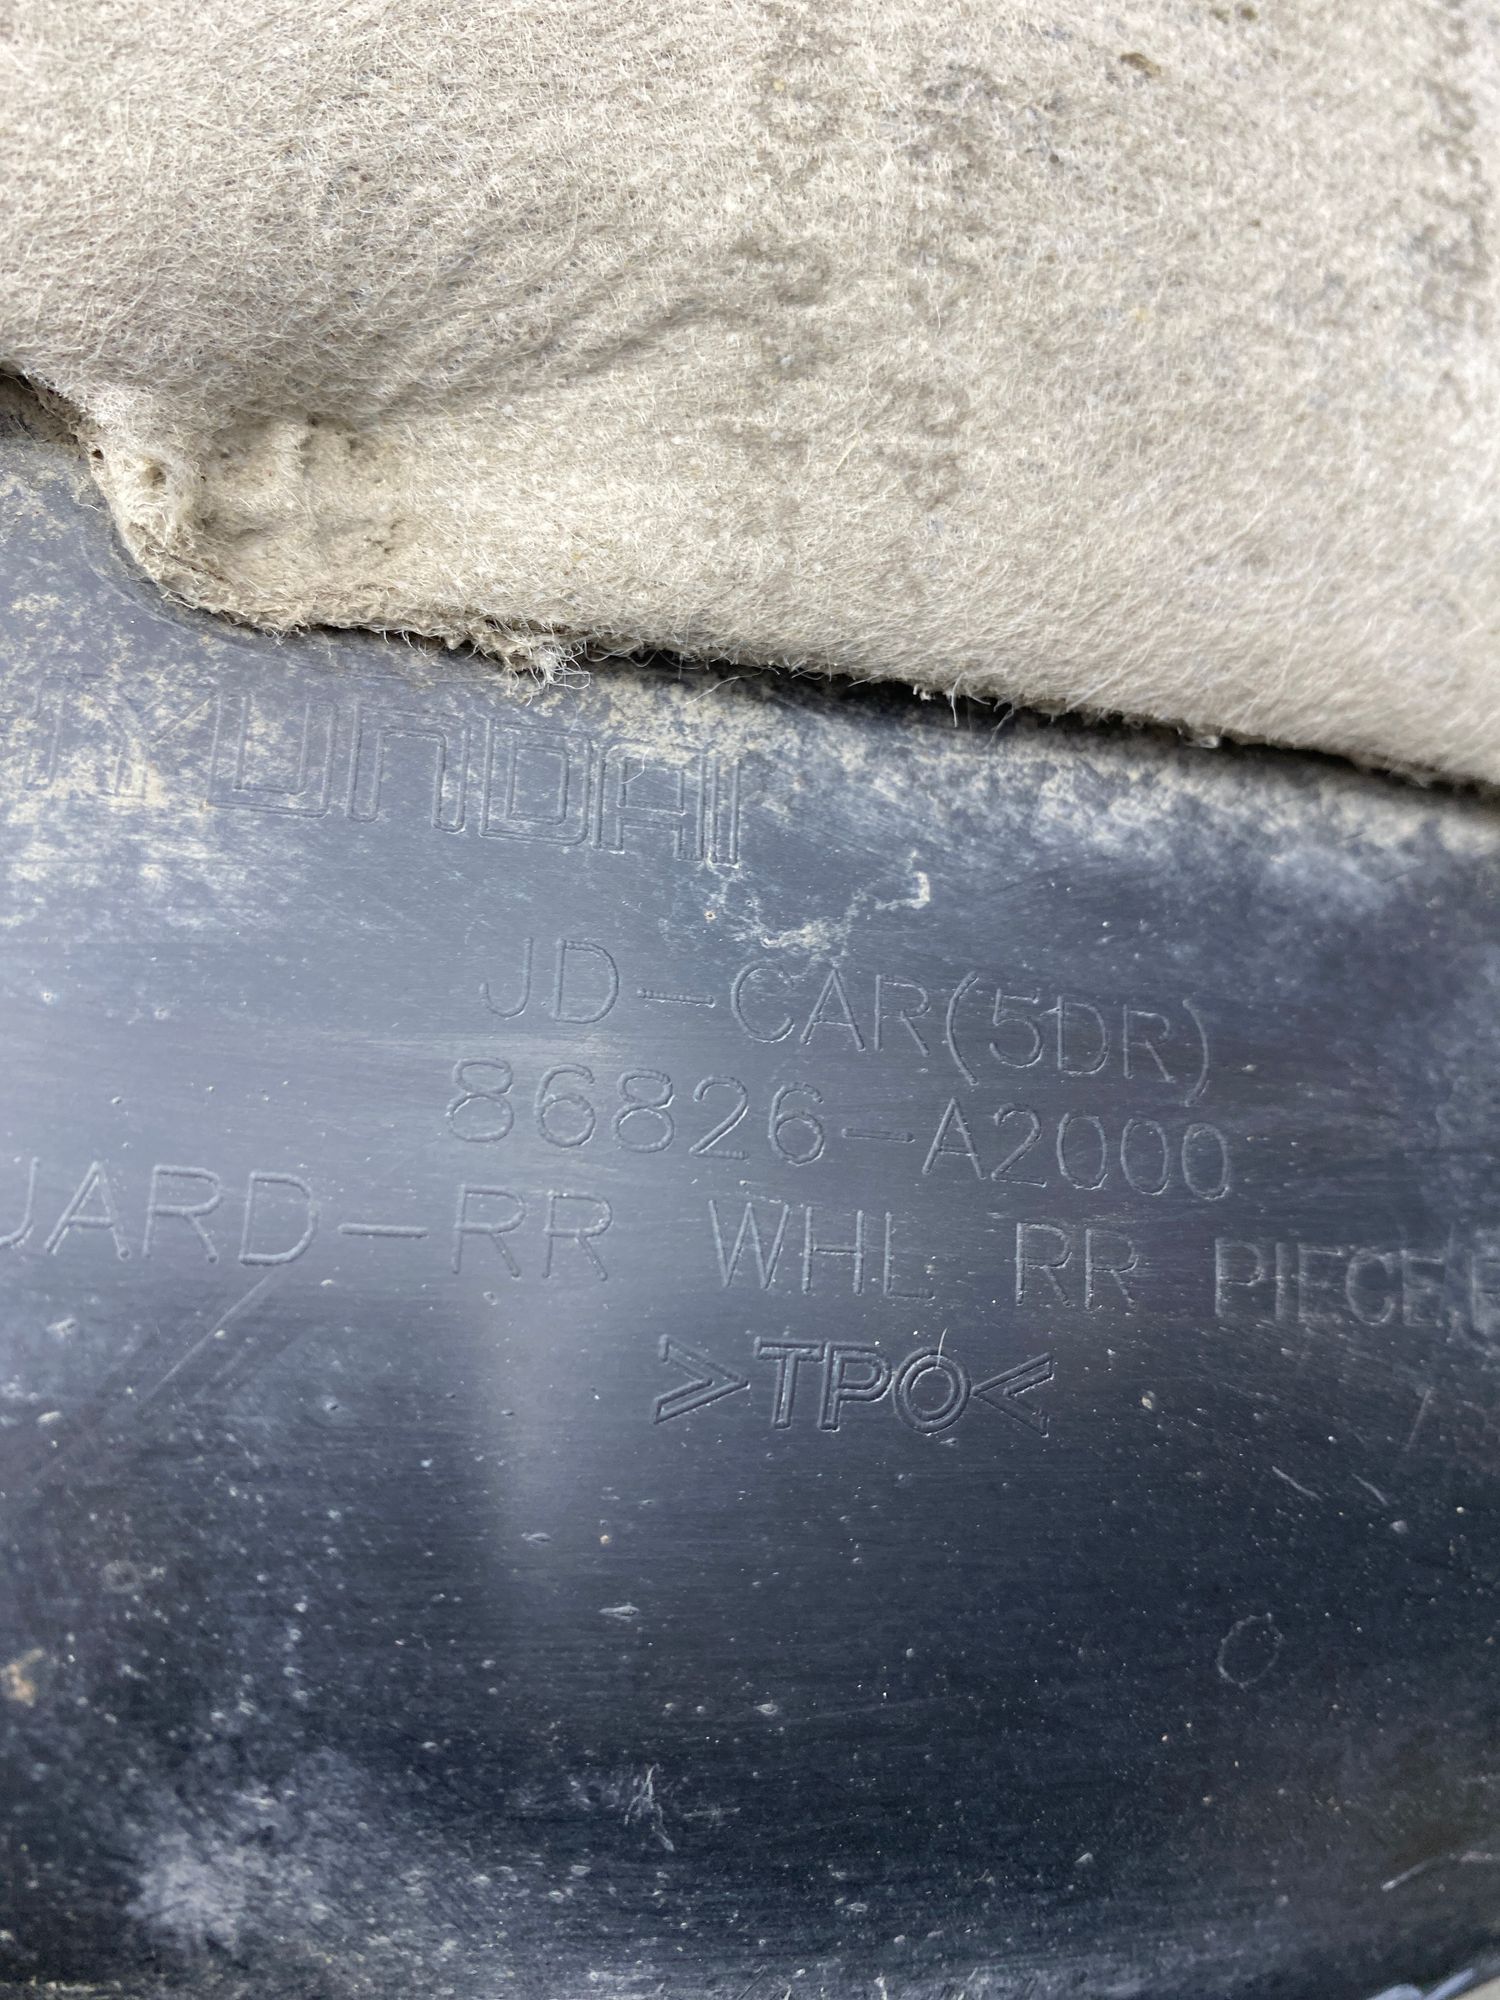 HYUNDAI
JD-CAR(5DR)
86826-A2000
UARD-RR WHL RR PIECE
>TPO<